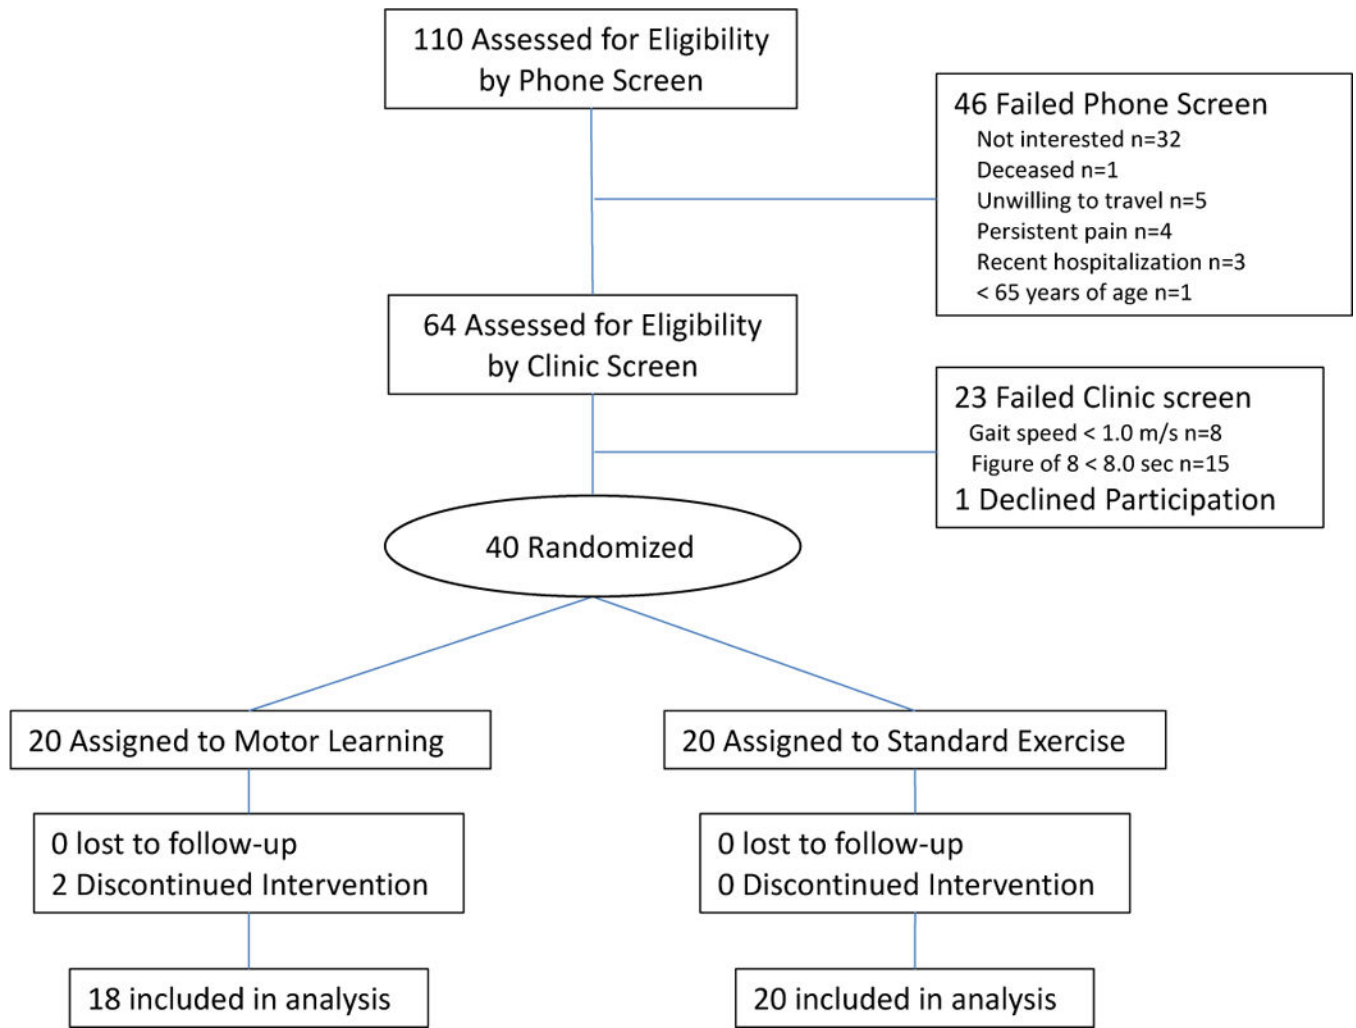 110 Assessed for Eligibility
by Phone Screen
46 Failed Phone Screen
Not interested n=32
Deceased n=1
Unwilling to travel n=5
Persistent pain n=4
Recent hospitalization n=3
< 65 years of age n=1
64 Assessed for Eligibility
by Clinic Screen
23 Failed Clinic screen
Gait speed < 1.0 m/s n=8
Figure of 8 < 8.0 sec n=15
1 Declined Participation
40 Randomized
20 Assigned to Motor Learning
0 lost to follow-up
2 Discontinued Intervention
18 included in analysis
20 Assigned to Standard Exercise
0 lost to follow-up
0 Discontinued Intervention
20 included in analysis